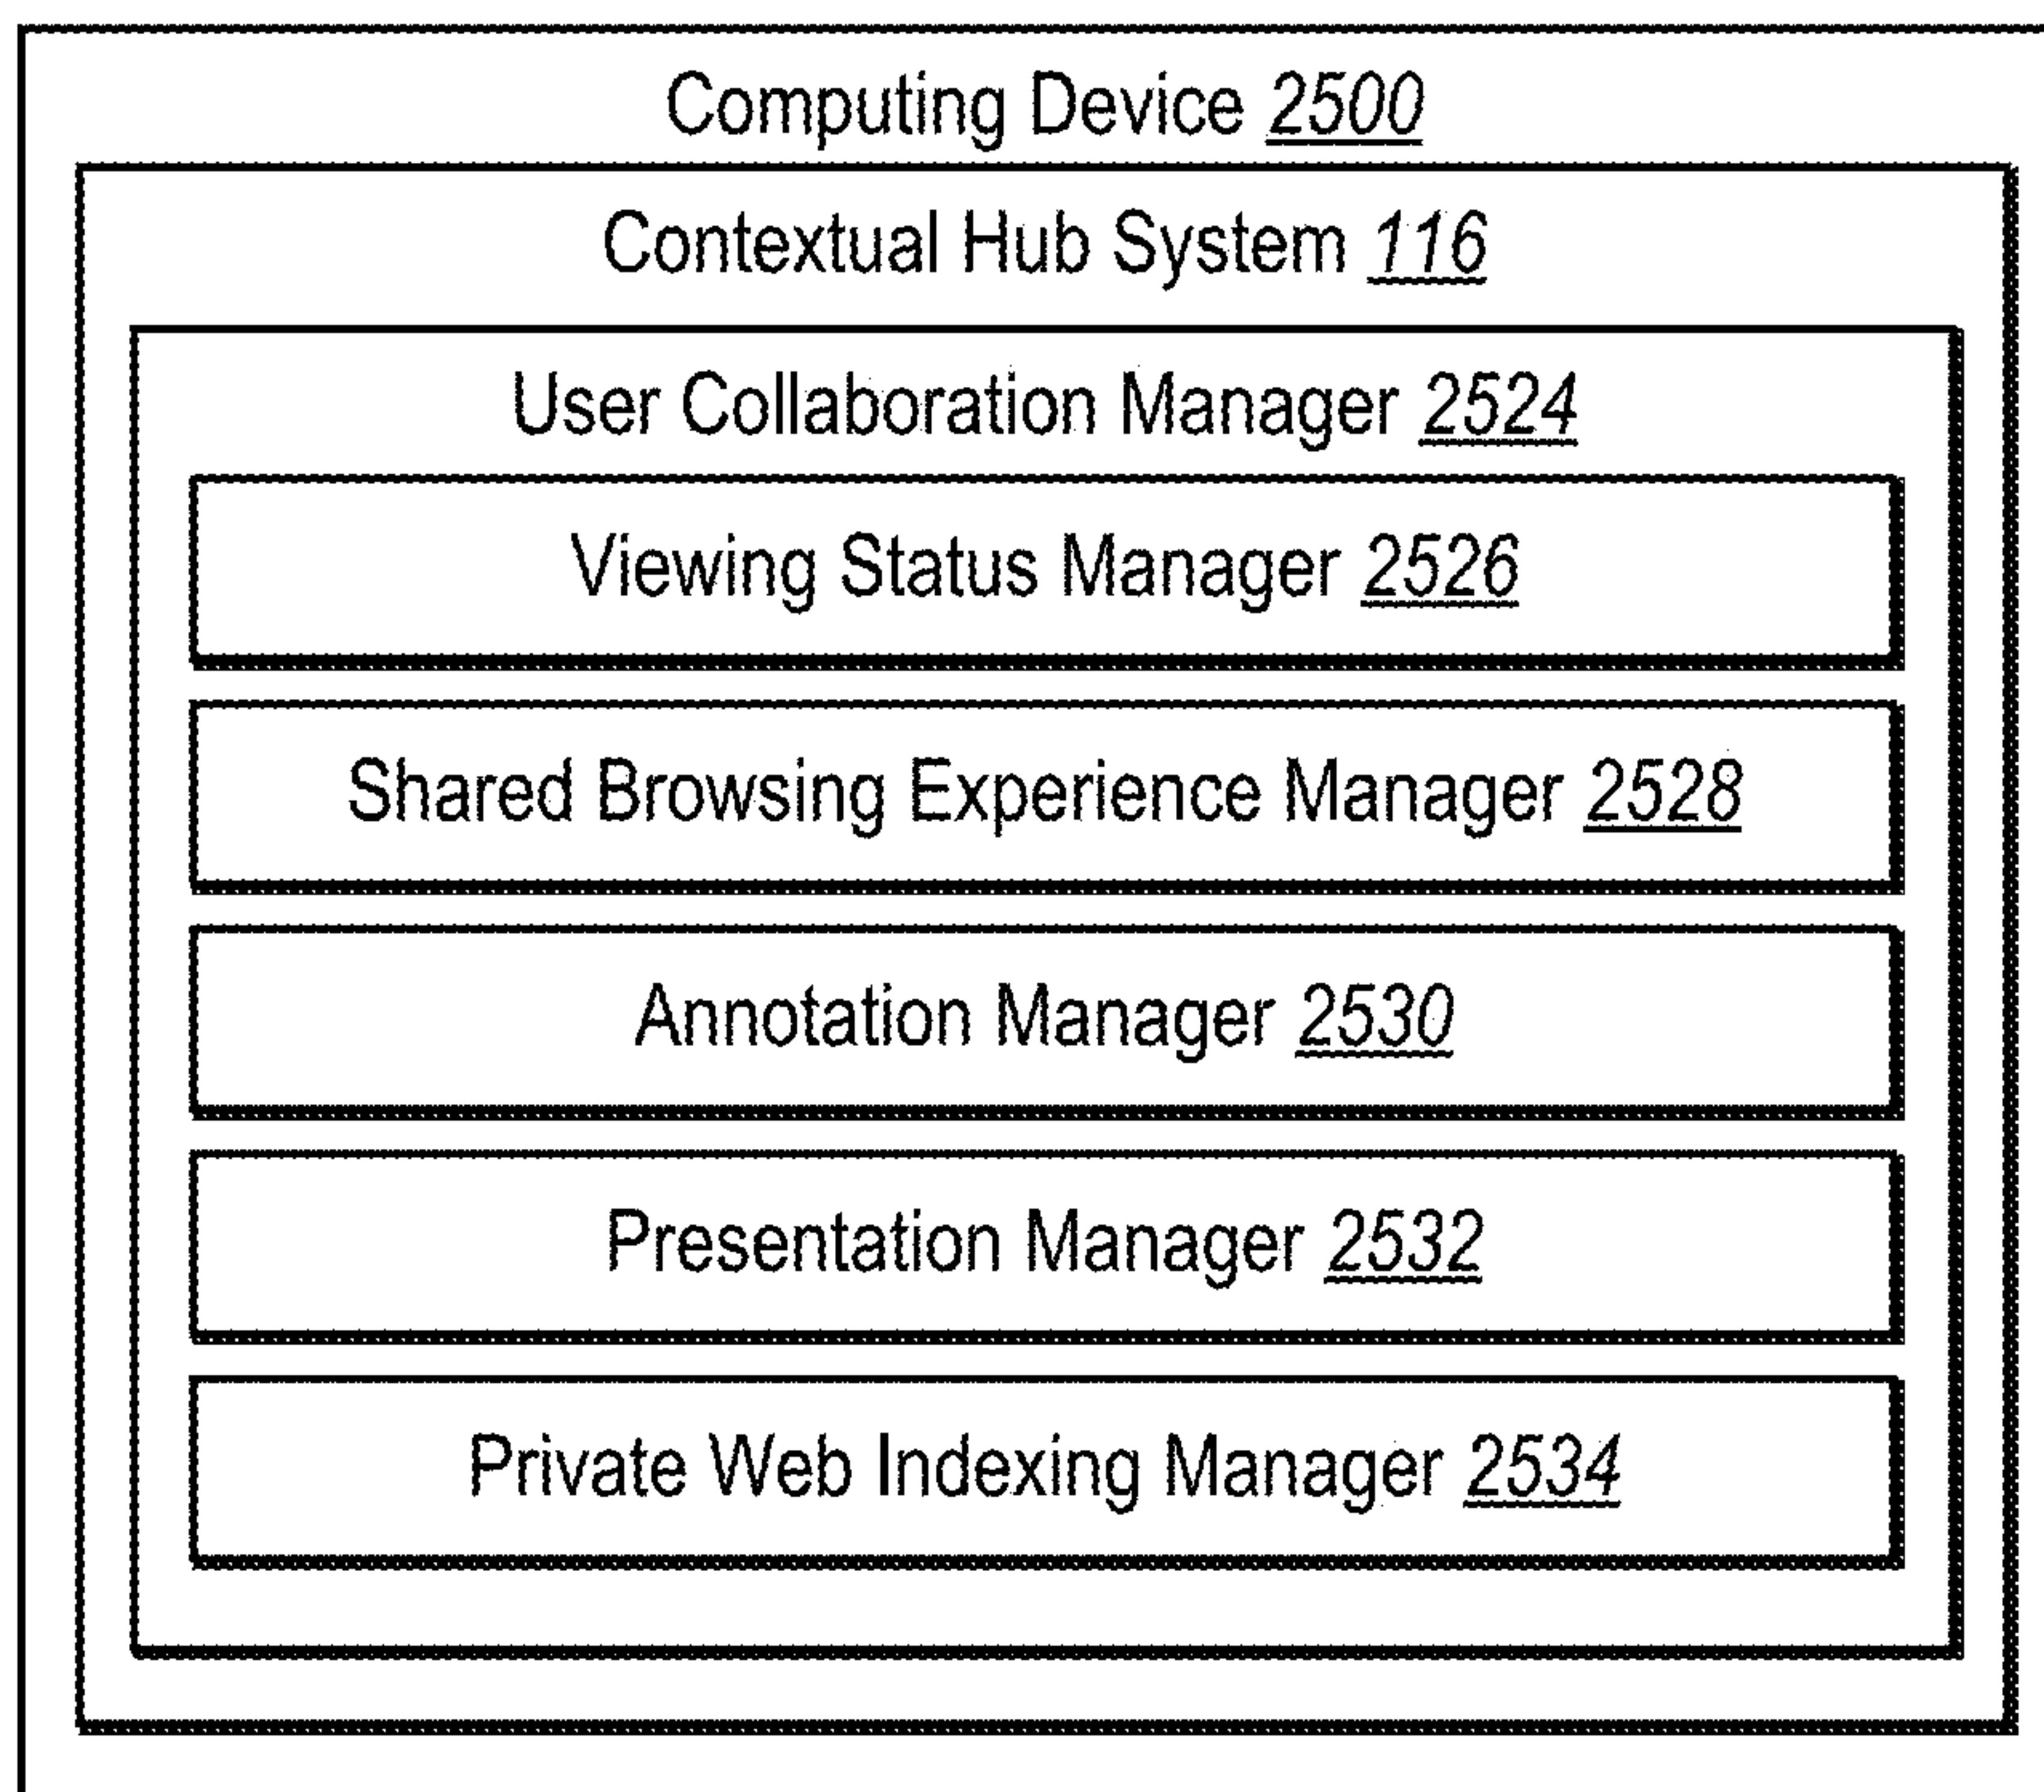 Computing Device 2500
Contextual Hub System 116
User Collaboration Manager 2524
Viewing Status Manager 2526
Shared Browsing Experience Manager 2528
Annotation Manager 2530
Presentation Manager 2532
Private Web Indexing Manager 2534